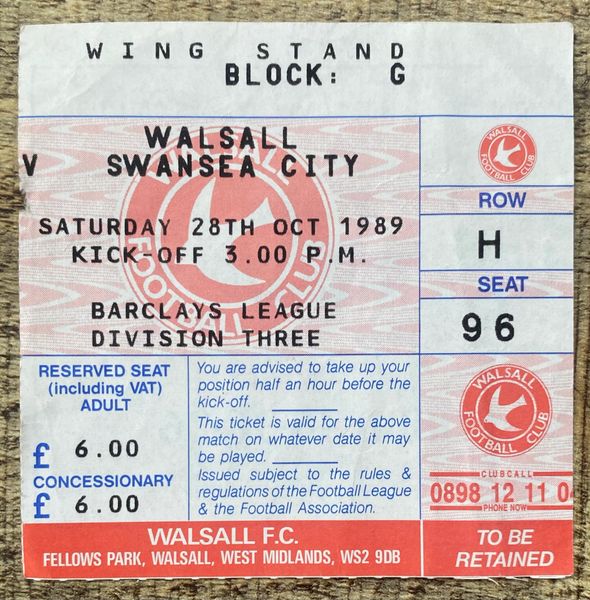 WING STAND
BLOCK: G
WALSALL
V SWANSEA CITY
SATURDAY 28TH OCT 1989
KICK-OFF 3.00 P.M.
BARCLAYS LEAGUE
DIVISION THREE
WALSALL FOOTBALL CLUB
WALSALL FOOTBALL CLUB
ROW
H
SEAT
96
RESERVED SEAT
(including VAT)
ADULT
£ 6.00
CONCESSIONARY
£ 6.00
You are advised to take up your
position half an hour before the
kick-off.
This ticket is valid for the above
match on whatever date it may
be played.
Issued subject to the rules &
regulations of the Football League
& the Football Association.
WALSALL FOOTBALL CLUB
CLUBCALL
0898 12 11 04
PHONE NOW
WALSALL F.C.
FELLOWS PARK, WALSALL, WEST MIDLANDS, WS2 9DB
TO BE
RETAINED